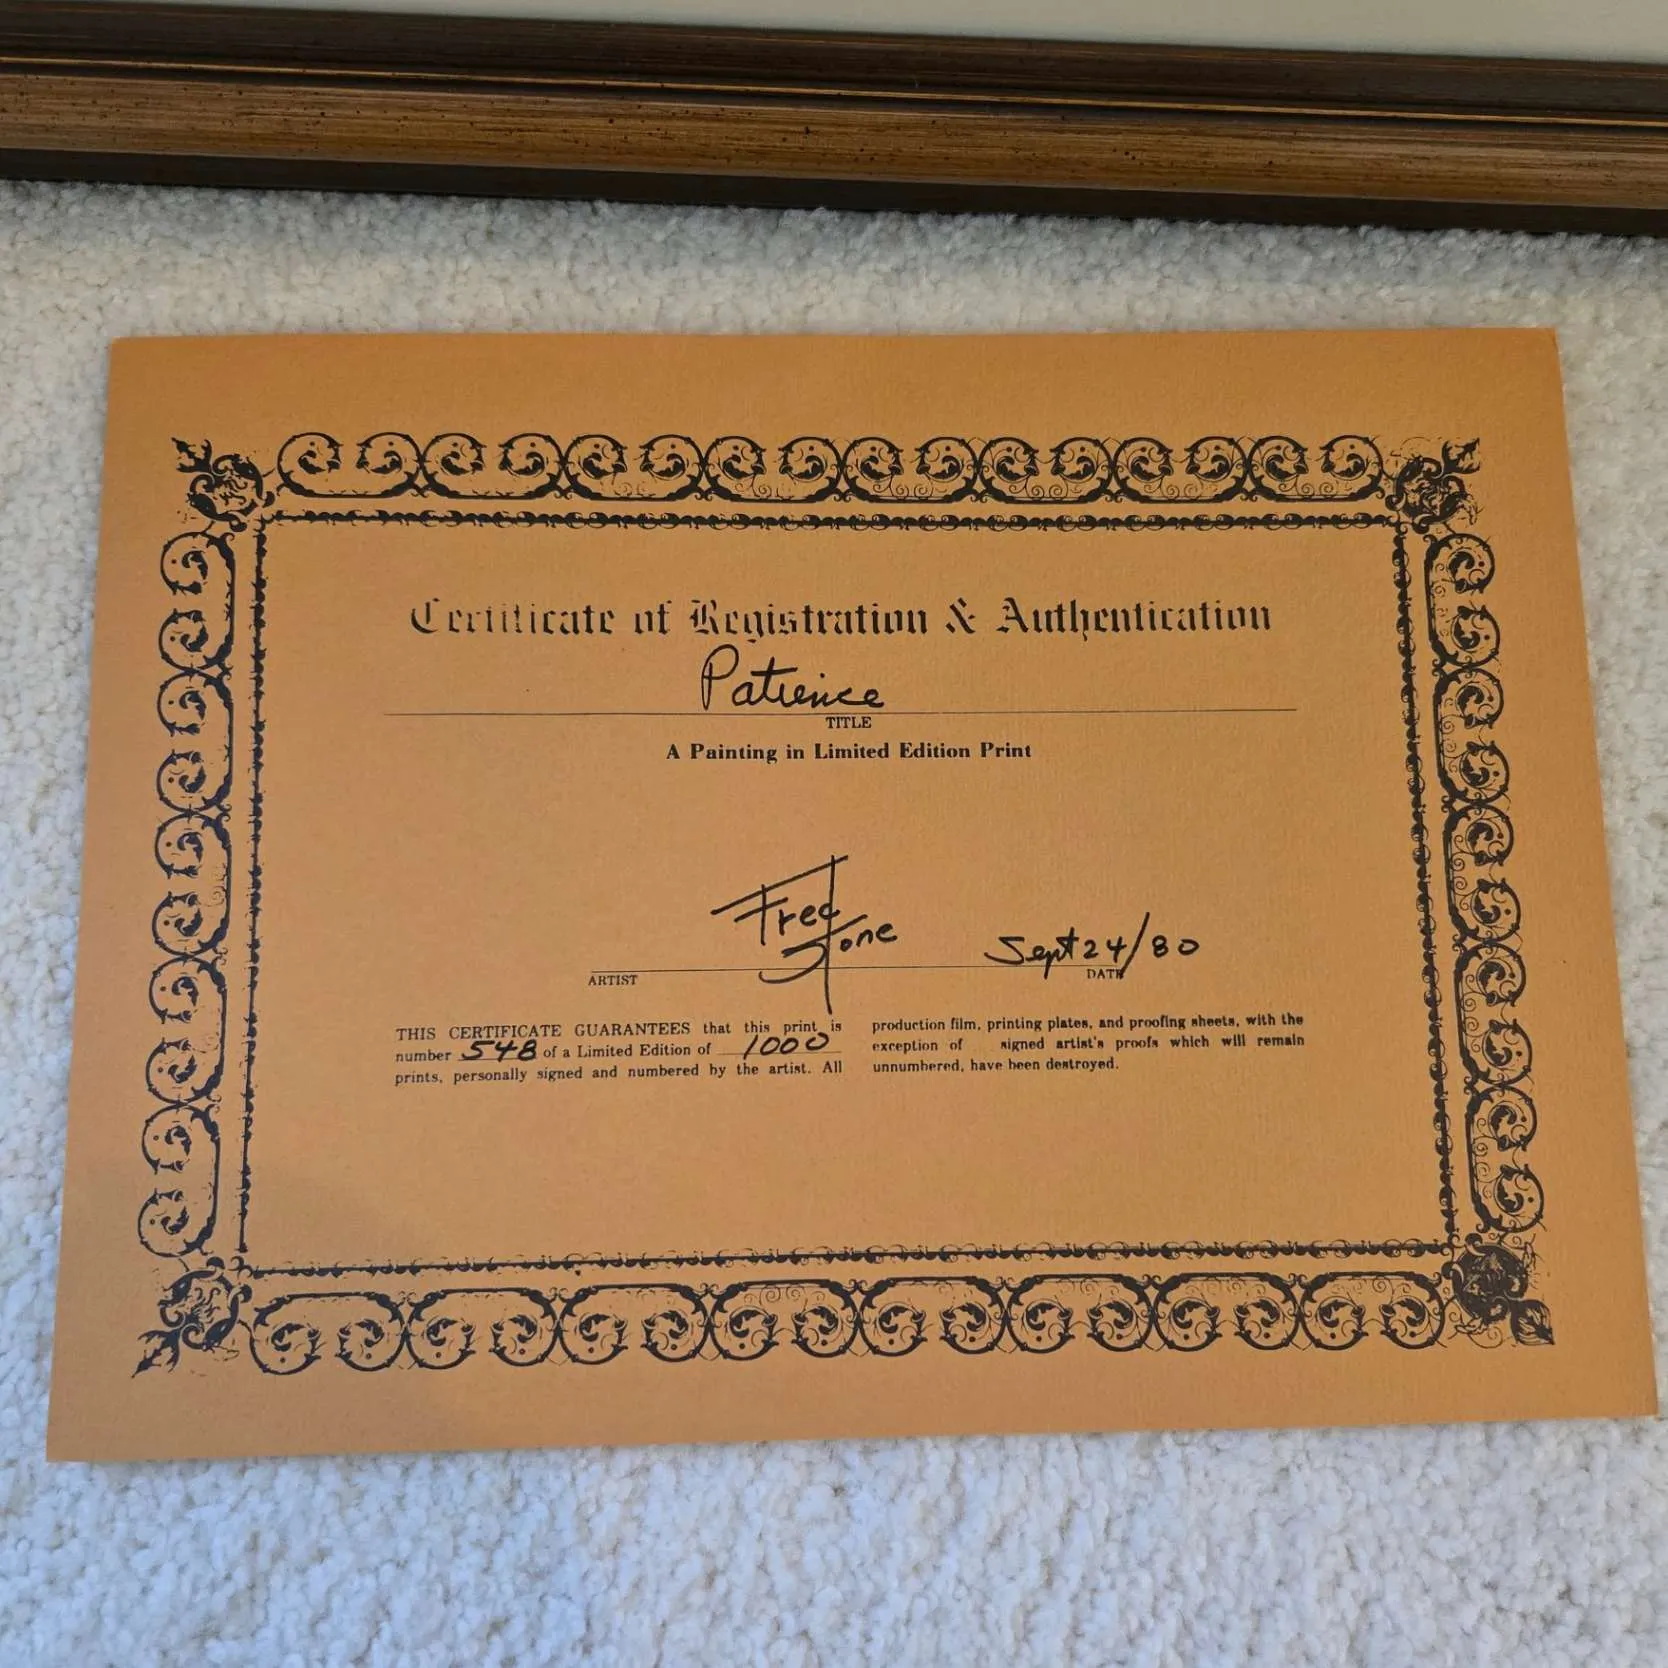 Certificate of Registration & Authentication
Patience
TITLE
A Painting in Limited Edition Print
Fred
Stone
Sept 24/80
ARTIST
DATE
THIS CERTIFICATE GUARANTEES that this print is
number 548 of a Limited Edition of 1000
prints, personally signed and numbered by the artist. All
production film, printing plates, and proofing sheets, with the
exception of signed artist's proofs which will remain
unnumbered, have been destroyed.